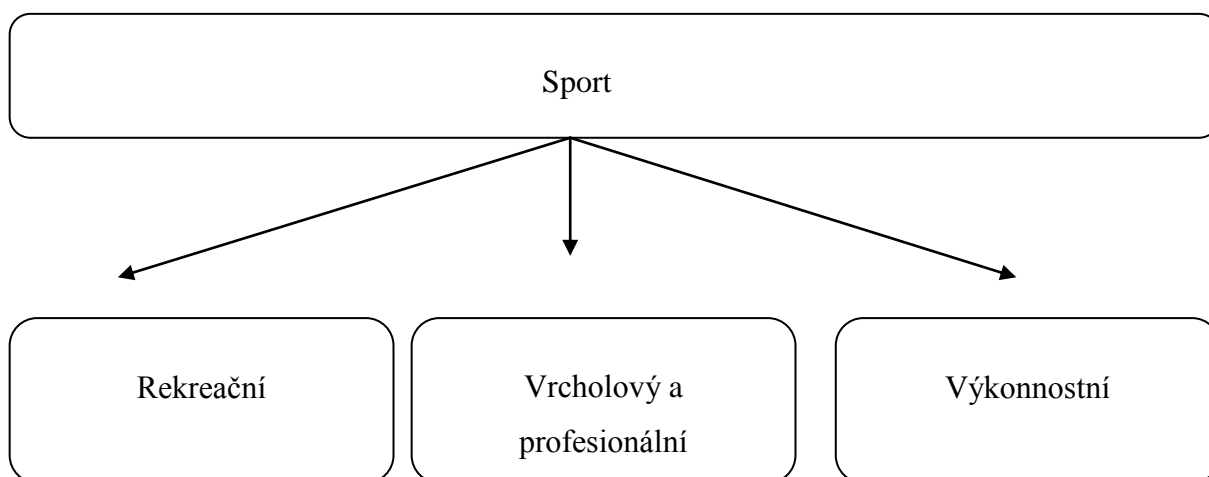 Sport
Rekreační
Vrcholový a
profesionální
Výkonnostní